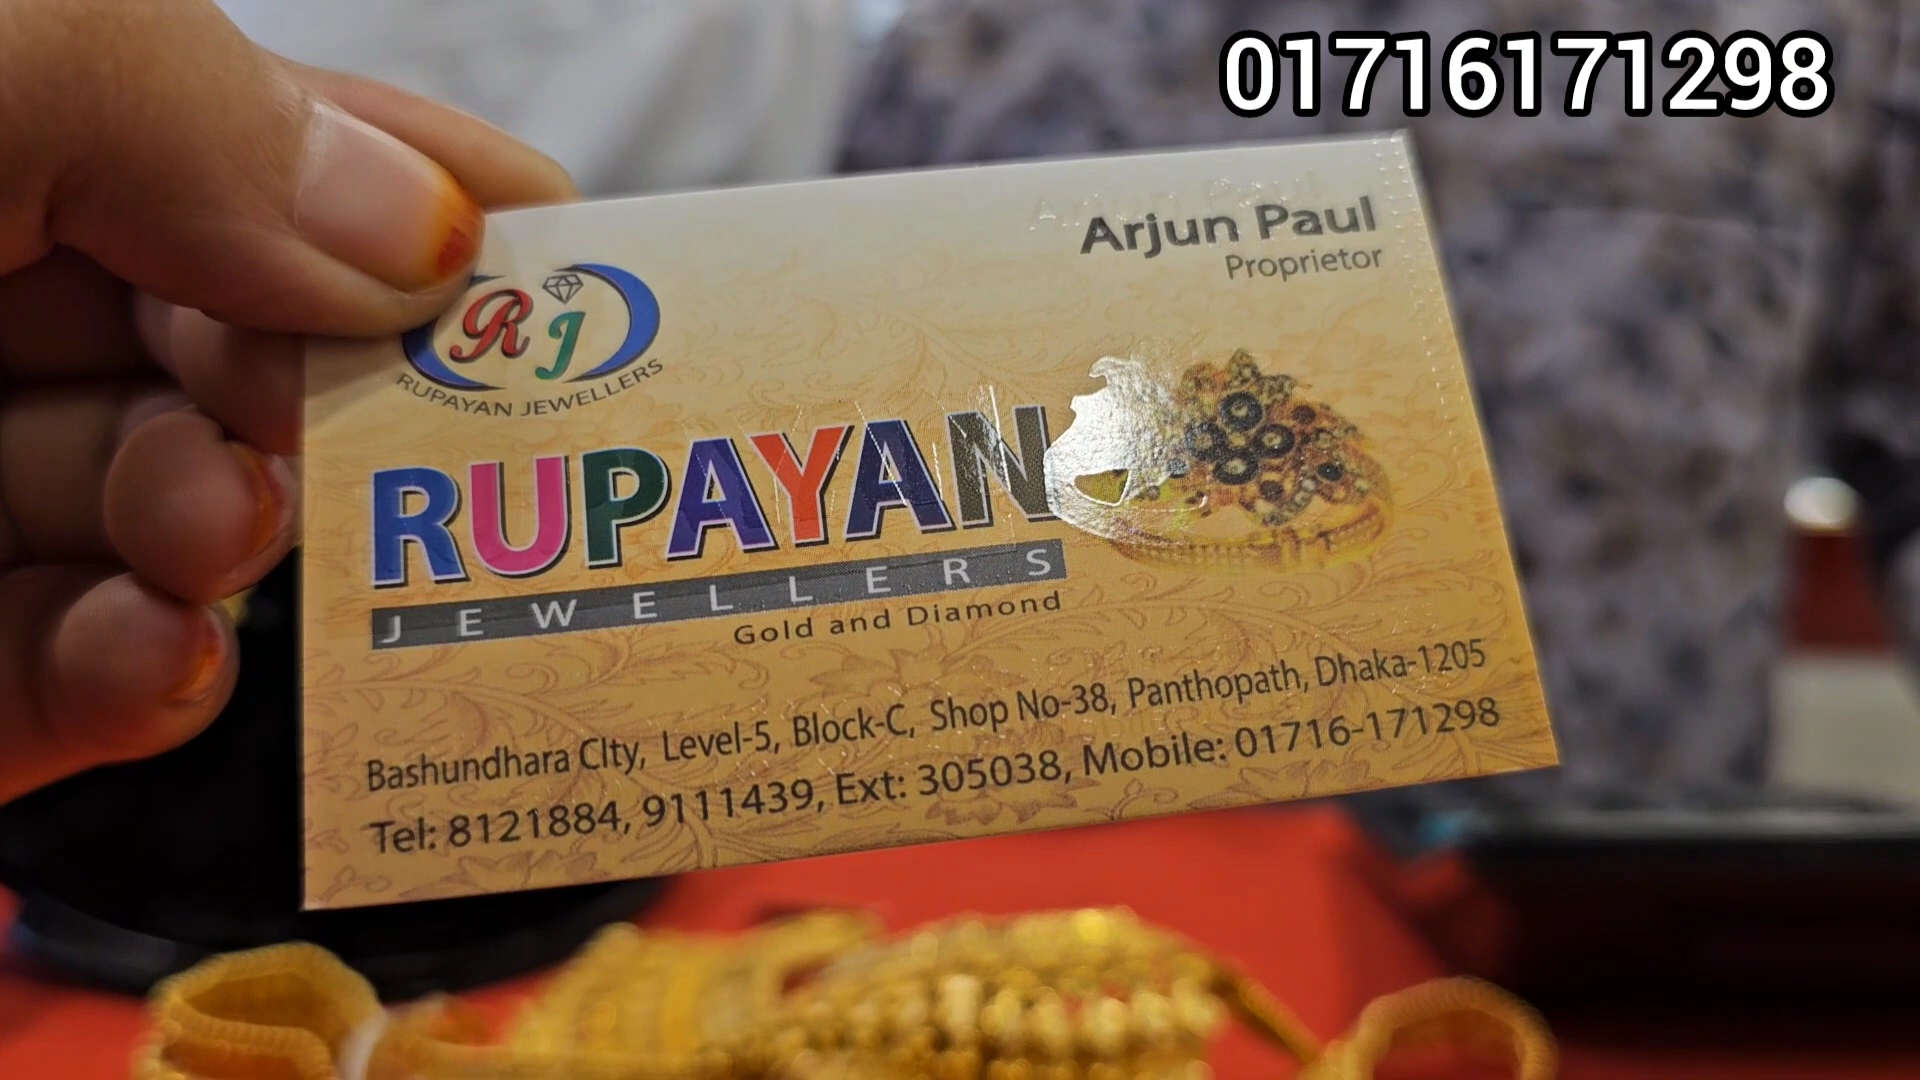 01716171298
Arjun Paul
Proprietor
RJ
RUPAYAN JEWELLERS
RUPAYAN
JEWELLERS
Gold and Diamond
Bashundhara CIty, Level-5, Block-C, Shop No-38, Panthopath, Dhaka-1205
Tel: 8121884, 9111439, Ext: 305038, Mobile: 01716-171298